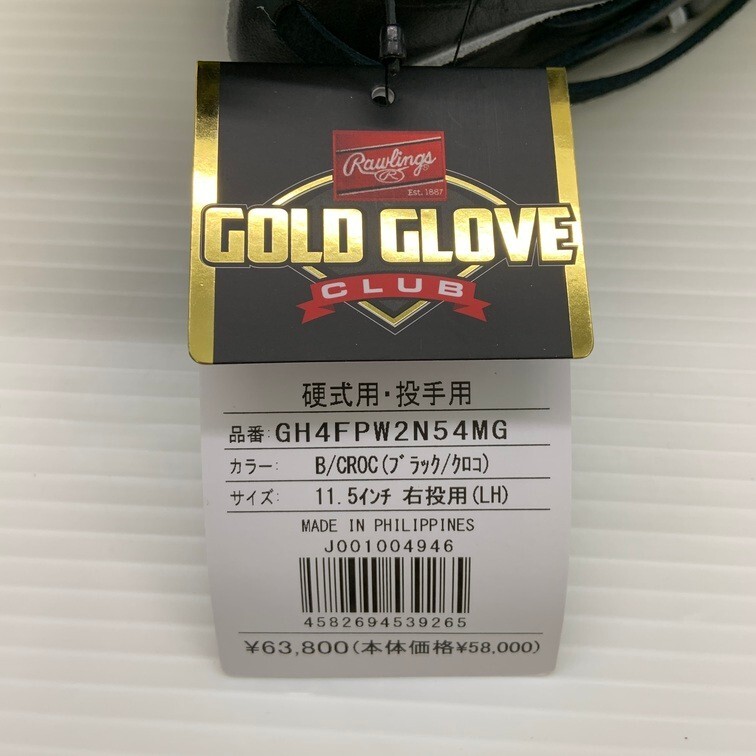 Rawlings
R
Est. 1887
GOLD GLOVE
CLUB
硬式用・投手用
品番: GH4FPW2N54MG
カラー: B/CROC(ブラック/クロコ)
サイズ: 11.5インチ 右投用(LH)
MADE IN PHILIPPINES
J001004946
4582694539265
¥63,800(本体価格¥58,000)